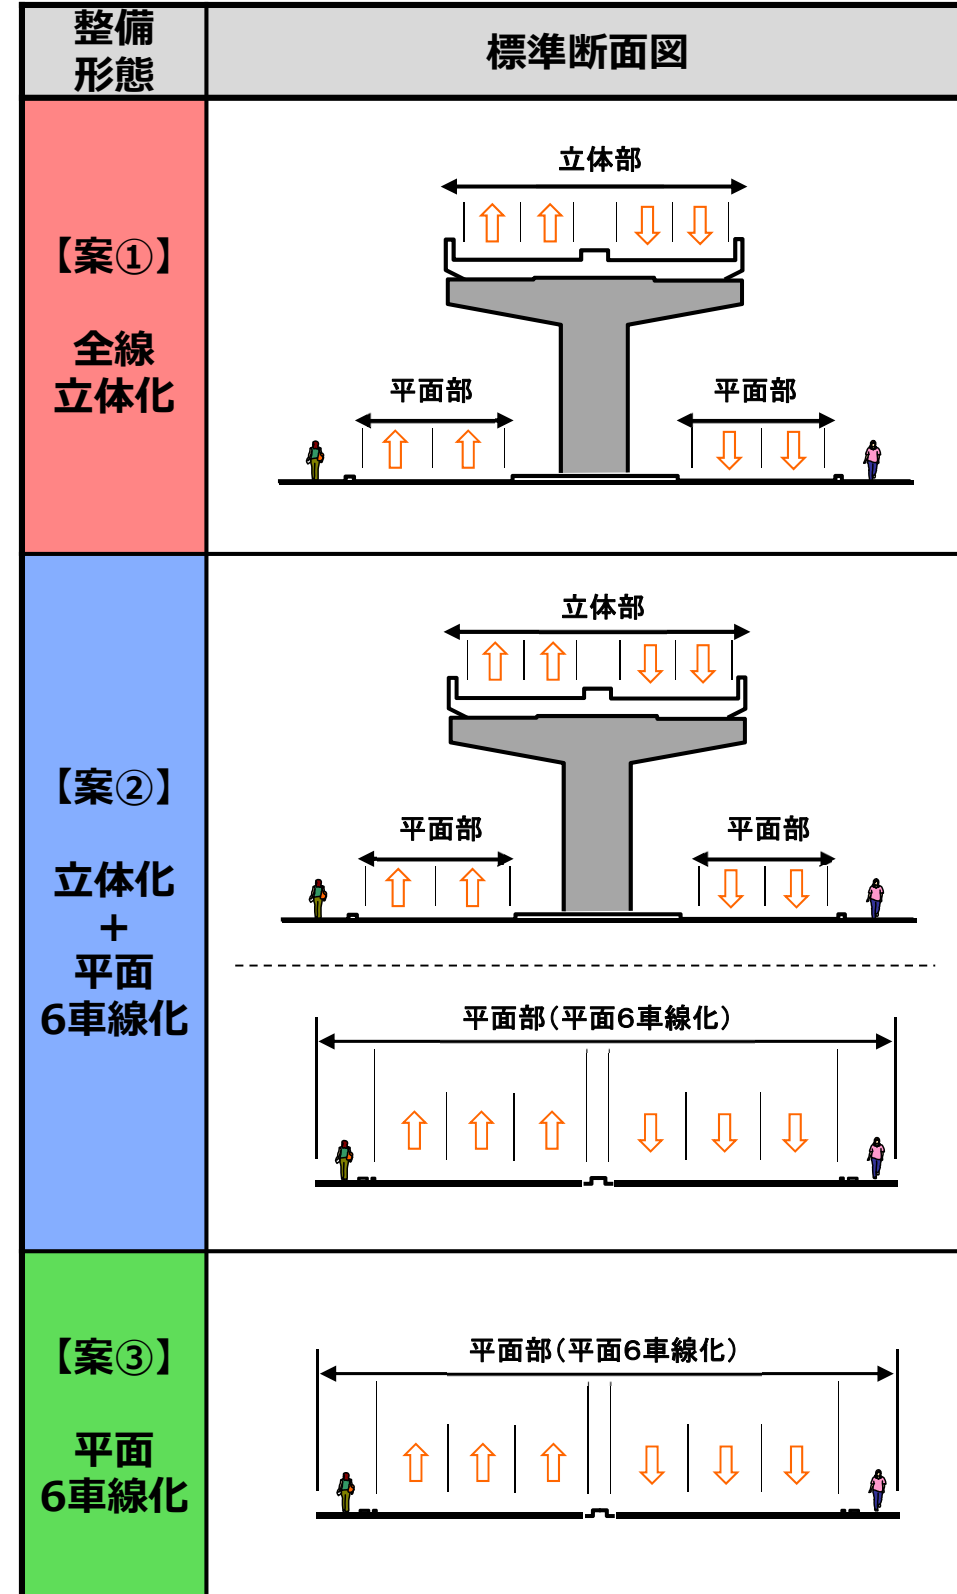 整備
形態
標準断面図
【案①】
全線
立体化
立体部
平面部
平面部
【案②】
立体化
+
平面
6車線化
立体部
平面部
平面部
平面部(平面6車線化)
【案③】
平面
6車線化
平面部(平面6車線化)